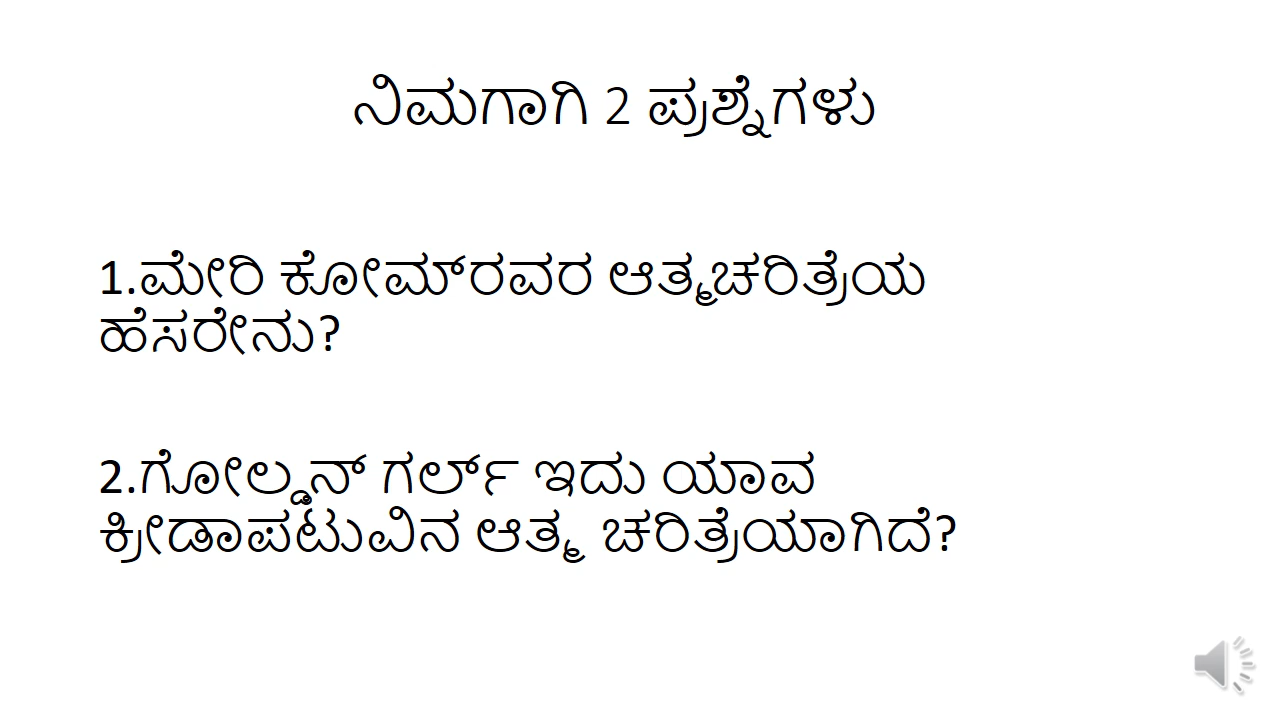 ನಿಮಗಾಗಿ 2 ಪ್ರಶ್ನೆಗಳು
1.ಮೇರಿ ಕೋಮ್‌ರವರ ಆತ್ಮಚರಿತ್ರೆಯ
ಹೆಸರೇನು?
2.ಗೋಲ್ಡನ್ ಗರ್ಲ್ ಇದು ಯಾವ
ಕ್ರೀಡಾಪಟುವಿನ ಆತ್ಮ ಚರಿತ್ರೆಯಾಗಿದೆ?